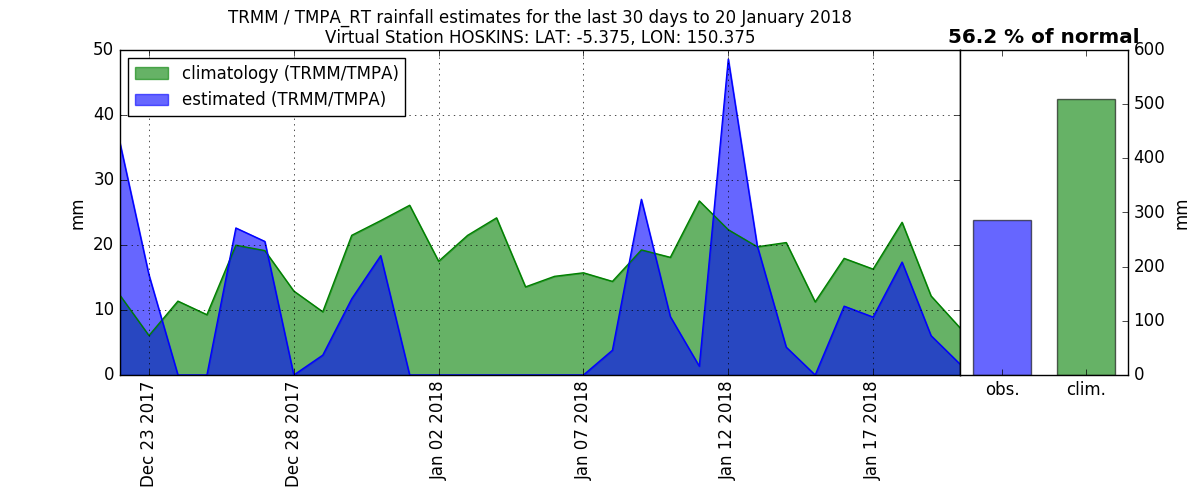 TRMM / TMPA_RT rainfall estimates for the last 30 days to 20 January 2018
Virtual Station HOSKINS: LAT: -5.375, LON: 150.375
56.2 % of normal
climatology (TRMM/TMPA)
estimated (TRMM/TMPA)
50
40
30
20
10
0
mm
Dec 23 2017
Dec 28 2017
Jan 02 2018
Jan 07 2018
Jan 12 2018
Jan 17 2018
obs.
clim.
600
500
400
300
200
100
0
mm